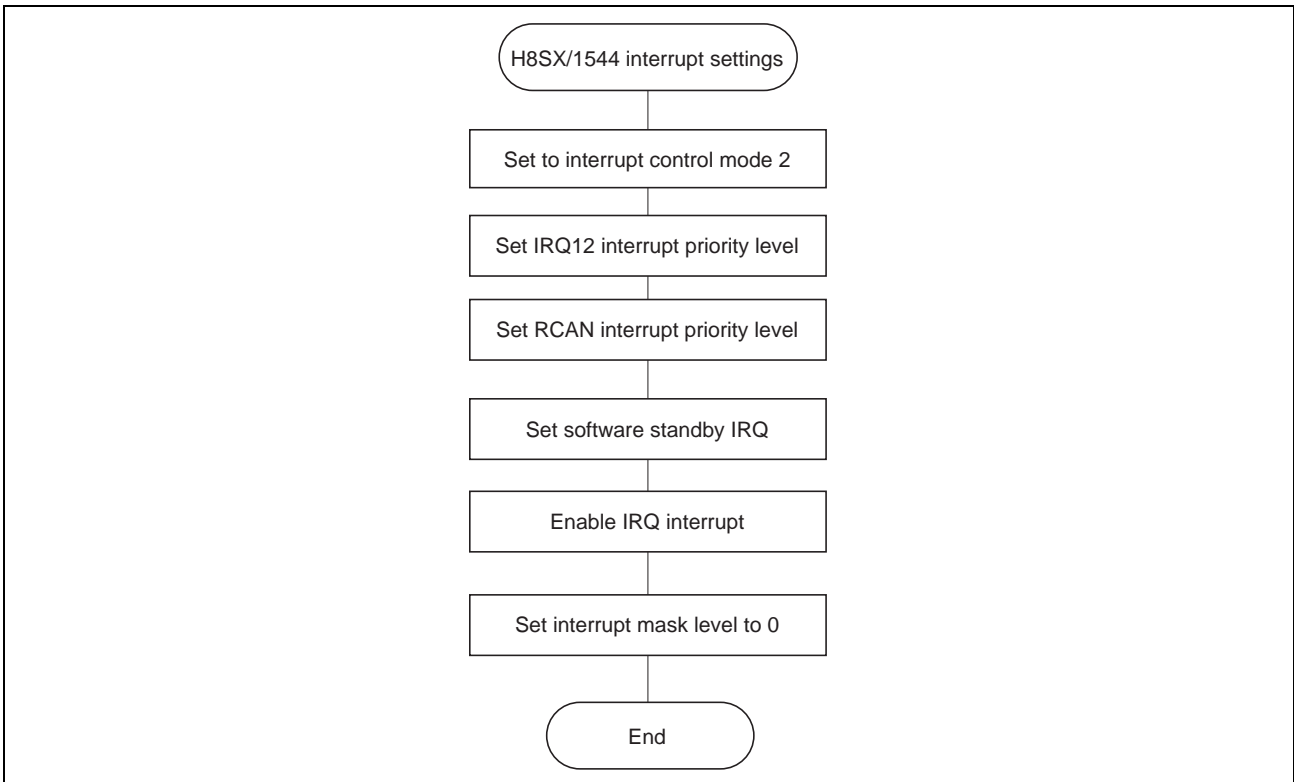 H8SX/1544 interrupt settings
Set to interrupt control mode 2
Set IRQ12 interrupt priority level
Set RCAN interrupt priority level
Set software standby IRQ
Enable IRQ interrupt
Set interrupt mask level to 0
End